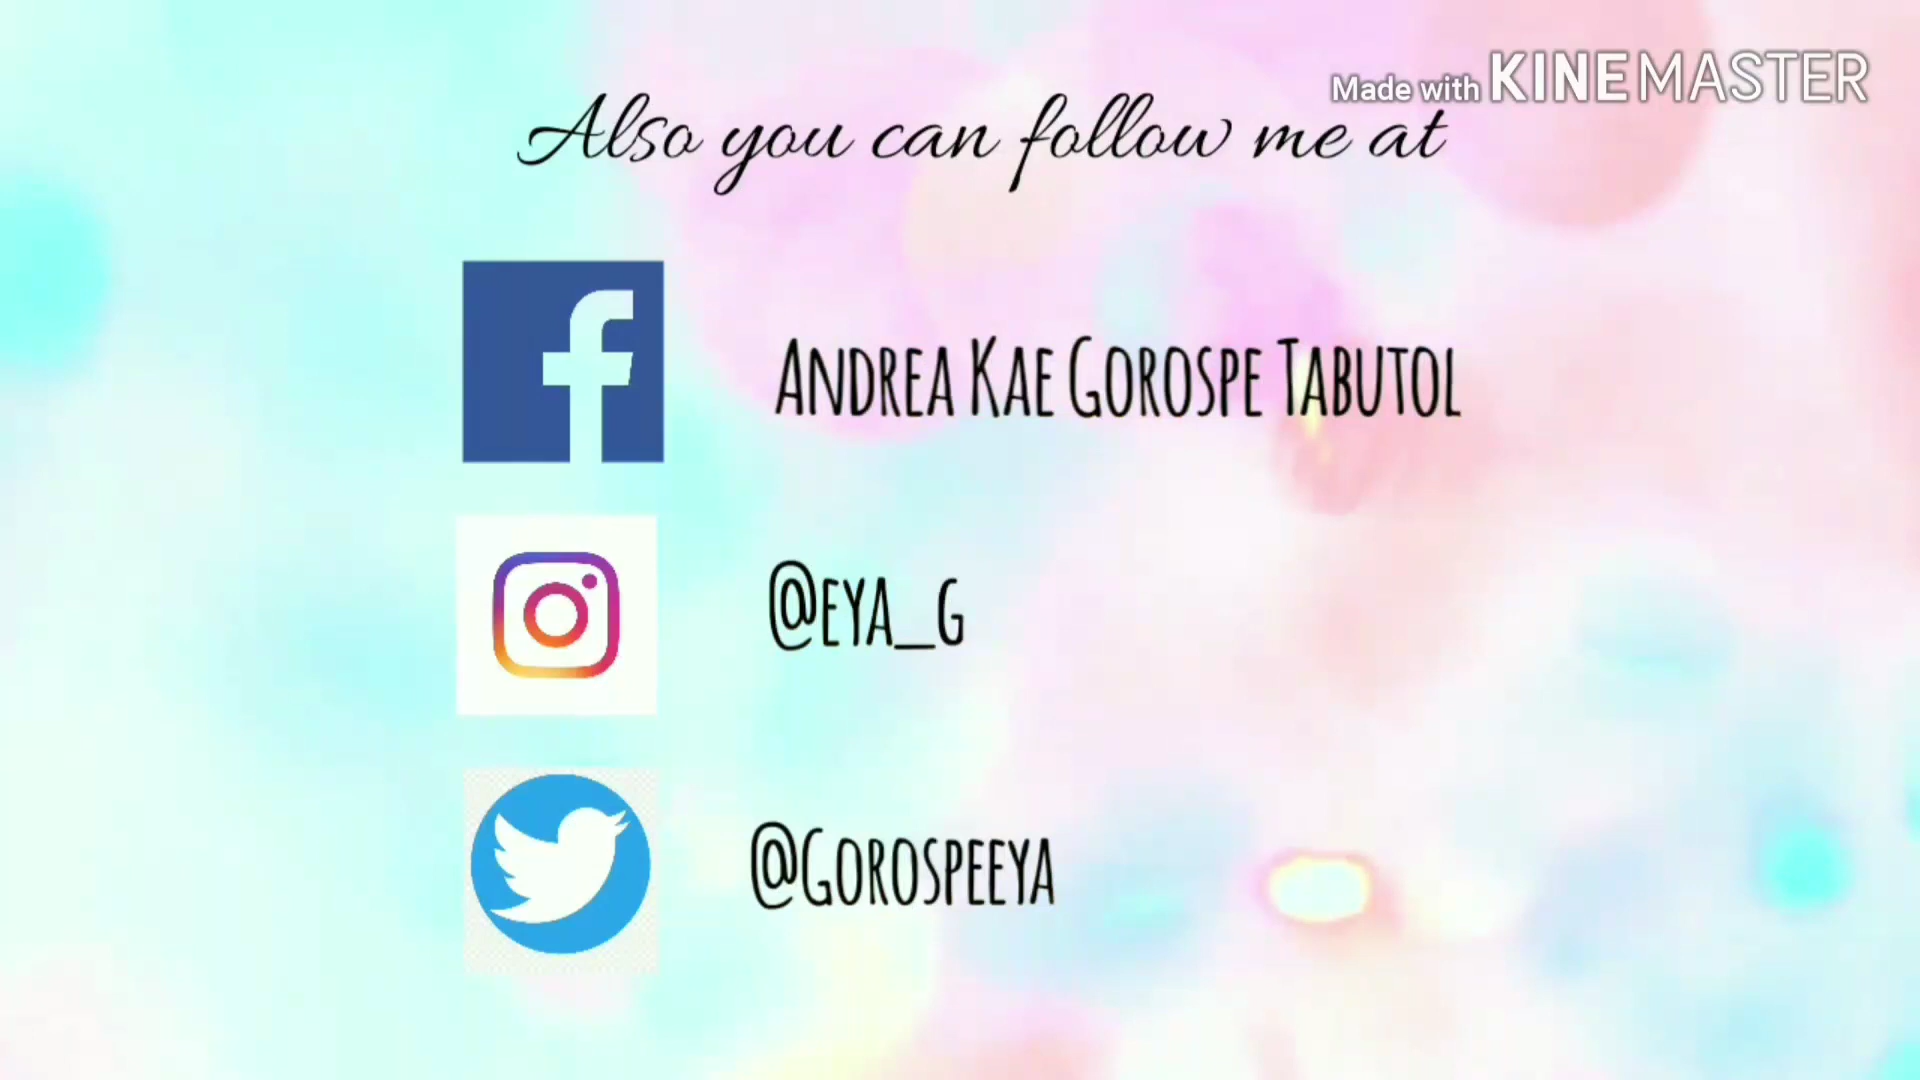 Made with KINEMASTER
Also you can follow me at
Andrea Kae Gorospe Tabutol
@eya_g
@Gorospeeya